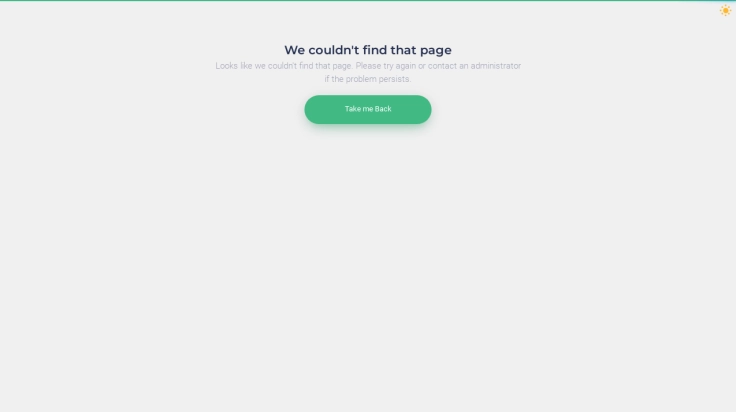 We couldn't find that page
Looks like we couldn't find that page. Please try again or contact an administrator
if the problem persists.
Take me Back